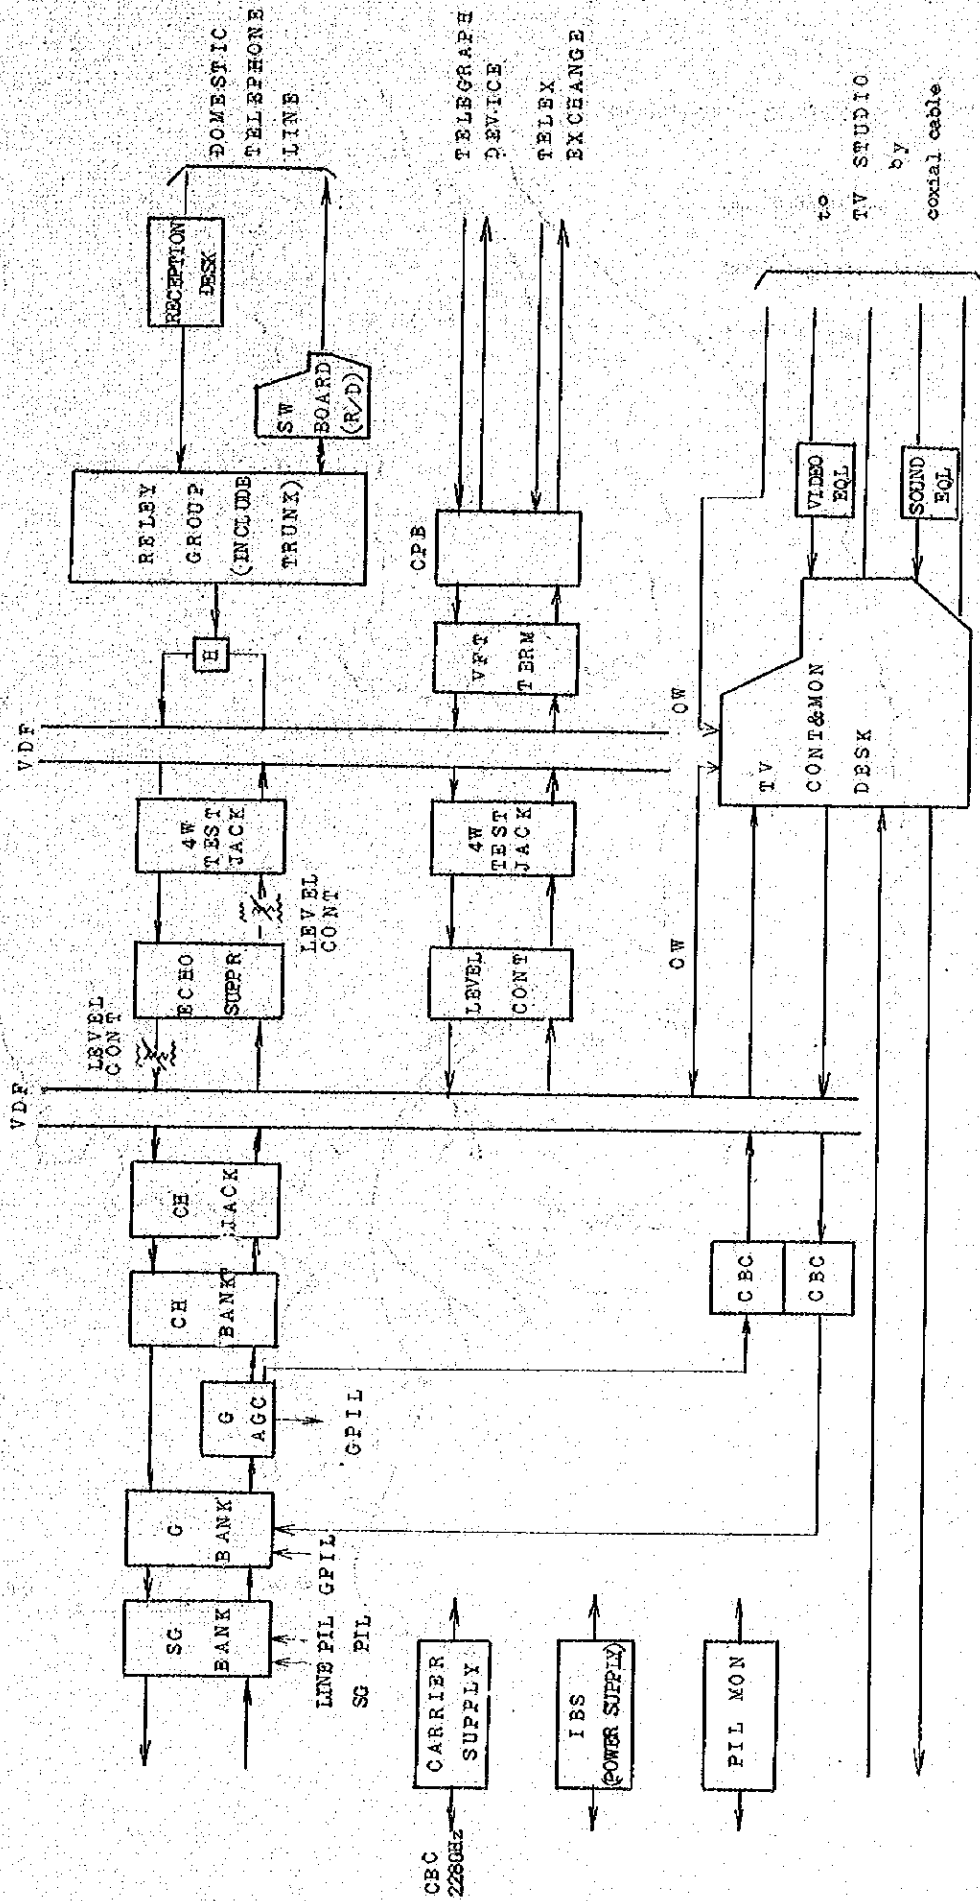 VDF
VDF
DOMESTIC
TELEPHONE
LINE
RECEPTION
DESK
SW
BOARD
(R/D)
RELEY
GROUP
(INCLUDE
TRUNK)
H
4W
TEST
JACK
LEVEL
CONT
ECHO
SUPPR
LEVEL
CONT
CH
JACK
CH
BANK
G
AGC
GPIL
G
BANK
GPIL
SG
BANK
LINE PIL
SG PIL
TELEGRAPH
DEVICE
TELEX
EXCHANGE
CPB
VFT
TERM
4W
TEST
JACK
LEVEL
CONT
CARRIER
SUPPLY
CBC
2280Hz
IBS
(POWER SUPPLY)
PIL MON
CBC
CBC
OW
OW
TV
CONT&MON
DESK
VIDEO
EQL
SOUND
EQL
to
TV STUDIO
by
coxial cable